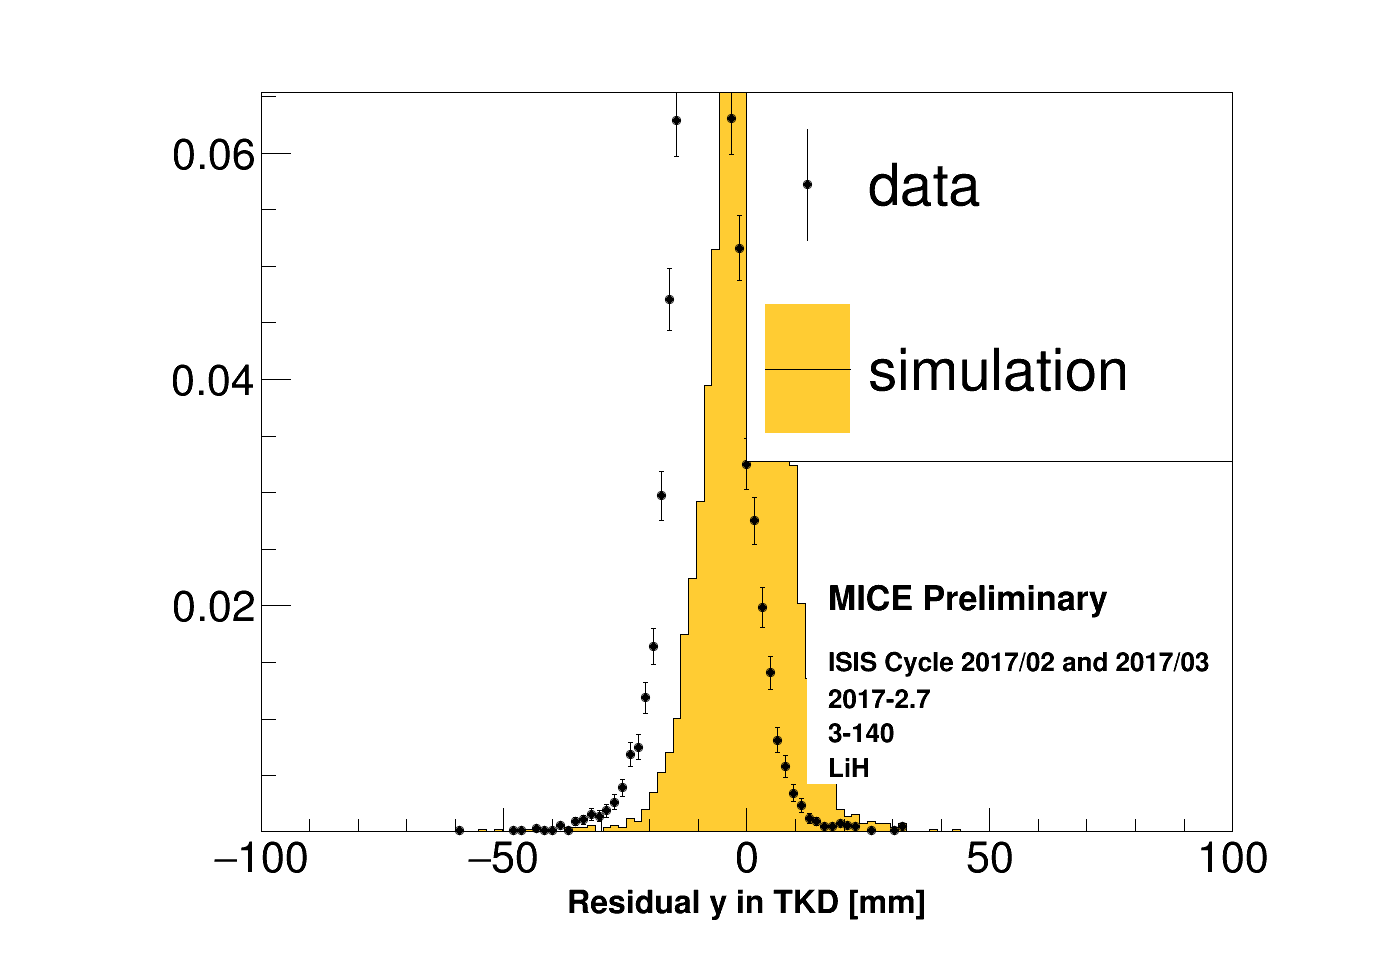 0.06
0.04
0.02
data
simulation
MICE Preliminary
ISIS Cycle 2017/02 and 2017/03
2017-2.7
3-140
LiH
−100 −50 0 50 100
Residual y in TKD [mm]